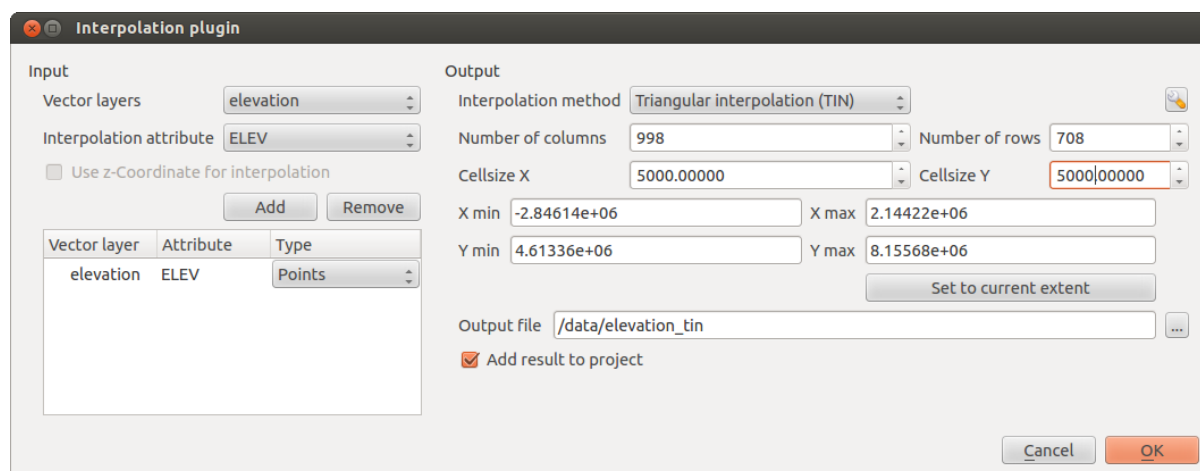 Interpolation plugin
Input
Vector layers elevation
Interpolation attribute ELEV
Use z-Coordinate for interpolation
Add Remove
Vector layer Attribute Type
elevation ELEV Points
Output
Interpolation method Triangular interpolation (TIN)
Number of columns 998 Number of rows 708
Cellsize X 5000.00000 Cellsize Y 5000.00000
X min -2.84614e+06 X max 2.14422e+06
Y min 4.61336e+06 Y max 8.15568e+06
Set to current extent
Output file /data/elevation_tin ...
Add result to project
Cancel OK